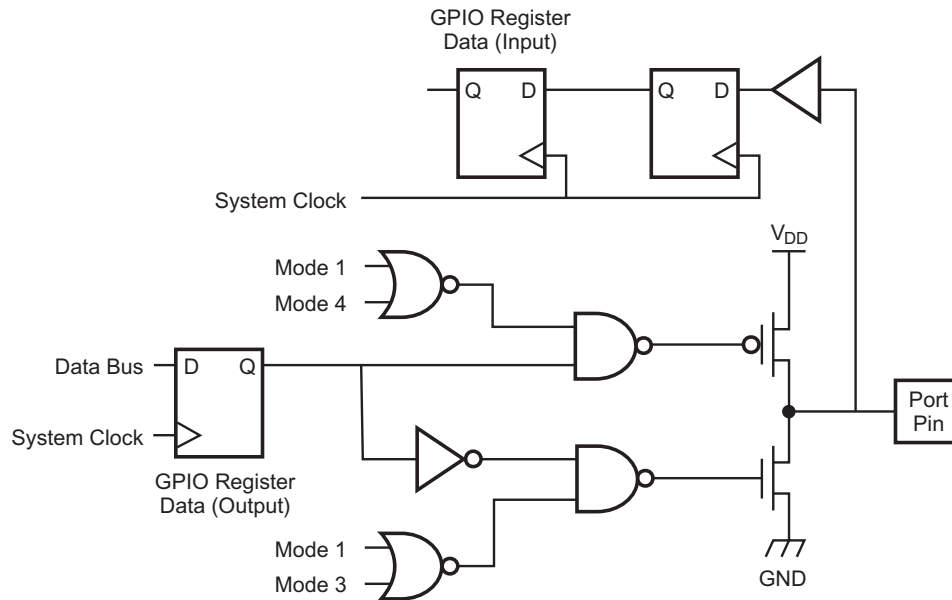 GPIO Register
Data (Input)
Q D
Q D
System Clock
VDD
Mode 1
Mode 4
Data Bus
D Q
System Clock
GPIO Register
Data (Output)
Port
Pin
Mode 1
Mode 3
GND